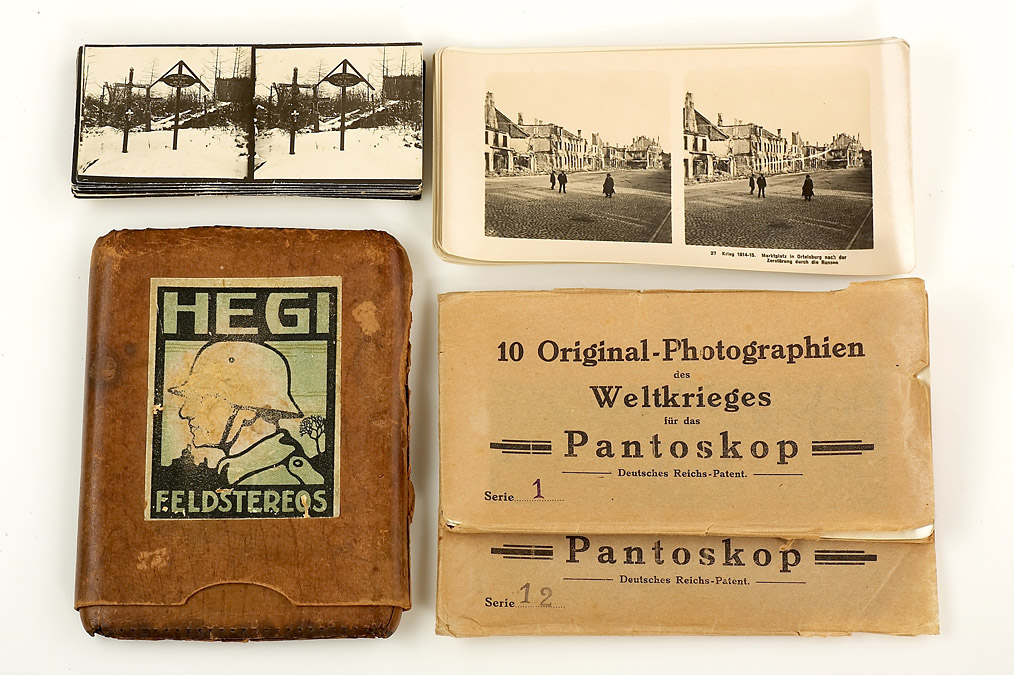 27 Krieg 1914-15. Marktplatz in Ortelsburg nach der
Zerstörung durch die Russen
HEGI
FELDSTEREOS
10 Original-Photographien
des
Weltkrieges
für das
Pantoskop
Deutsches Reichs-Patent.
Serie 1
Pantoskop
Deutsches Reichs-Patent.
Serie 12